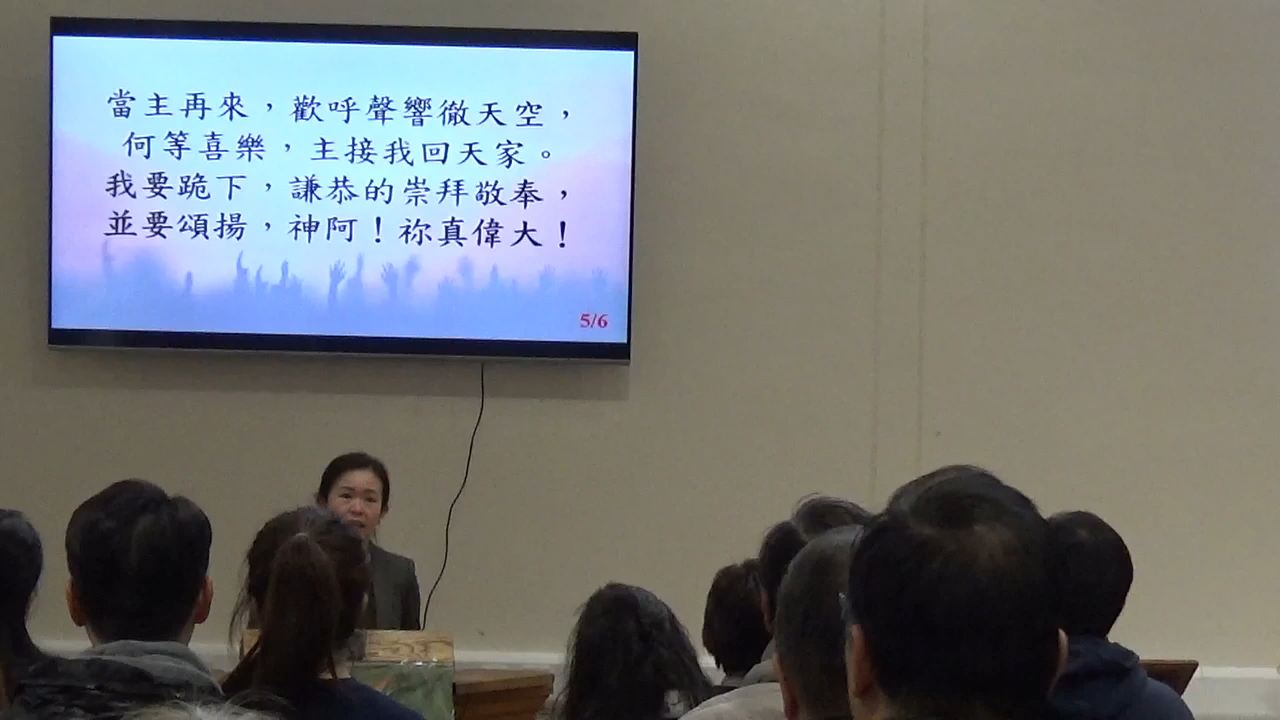 當主再來，歡呼聲響徹天空，
何等喜樂，主接我回天家。
我要跪下，謙恭的崇拜敬奉，
並要頌揚，神阿！祢真偉大！
5/6